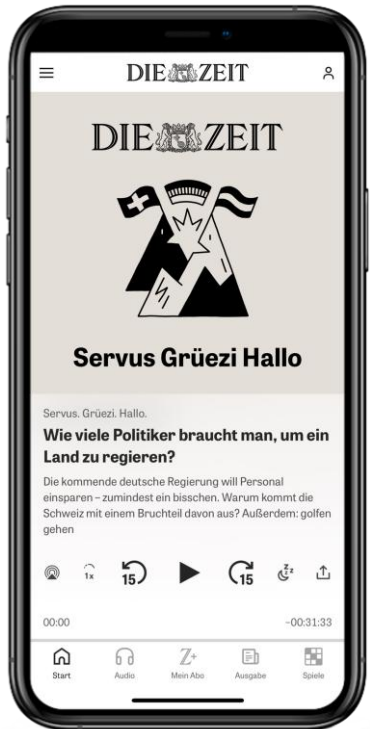 DIE ZEIT
DIE ZEIT
Servus Grüezi Hallo
Servus. Grüezi. Hallo.
Wie viele Politiker braucht man, um ein
Land zu regieren?
Die kommende deutsche Regierung will Personal
einsparen – zumindest ein bisschen. Warum kommt die
Schweiz mit einem Bruchteil davon aus? Außerdem: golfen
gehen
1x
15
15
zzz
00:00
-00:31:33
Start
Audio
Z+
Mein Abo
Ausgabe
Spiele